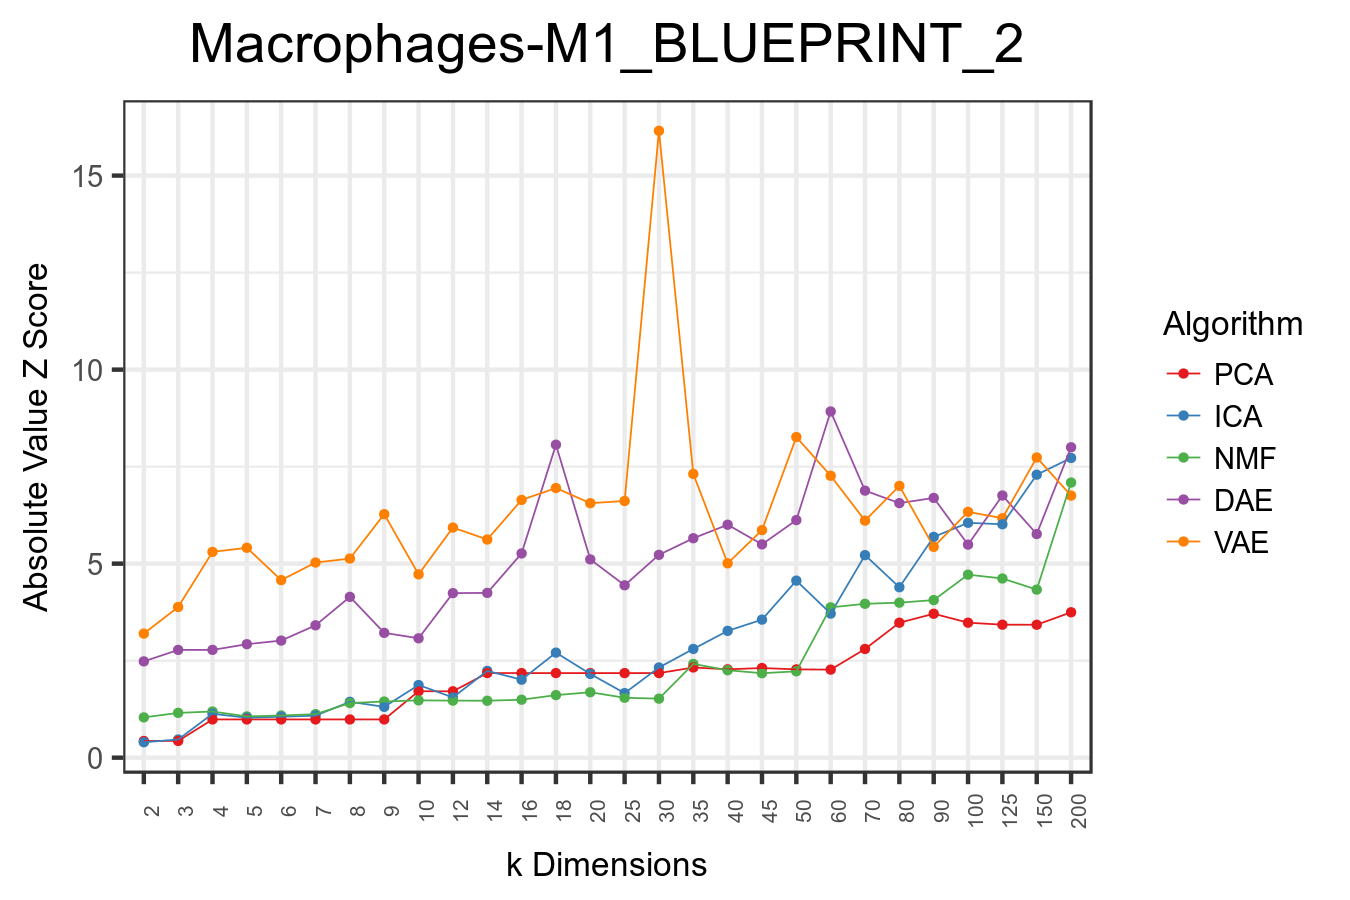 Macrophages-M1_BLUEPRINT_2
Absolute Value Z Score
15
10
5
0
2 3 4 5 6 7 8 9 10 12 14 16 18 20 25 30 35 40 45 50 60 70 80 90 100 125 150 200
k Dimensions
Algorithm
PCA
ICA
NMF
DAE
VAE